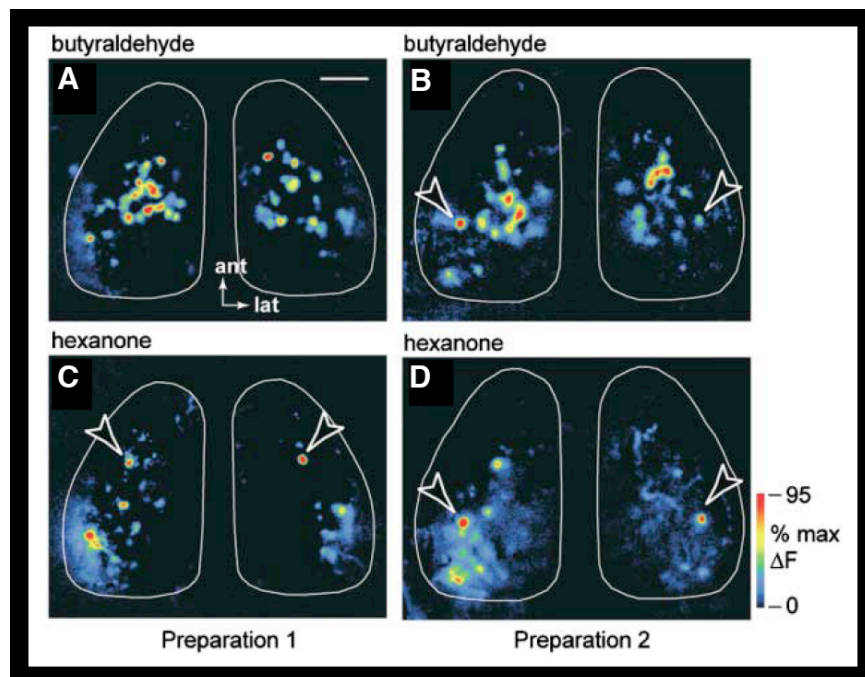 butyraldehyde
butyraldehyde
A
B
ant
lat
hexanone
hexanone
C
D
– 95
% max
ΔF
– 0
Preparation 1
Preparation 2